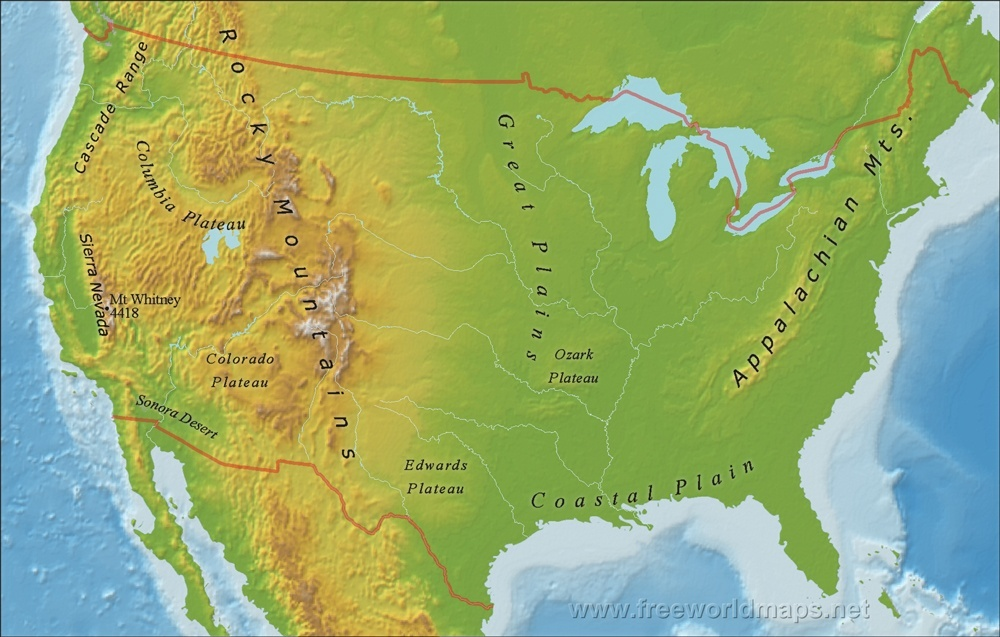 Rocky Mountains
Cascade Range
Columbia Plateau
Great Plains
Appalachian Mts.
Sierra Nevada
Mt Whitney
4418
Colorado
Plateau
Ozark
Plateau
Sonora Desert
Edwards
Plateau
Coastal Plain
www.freeworldmaps.net